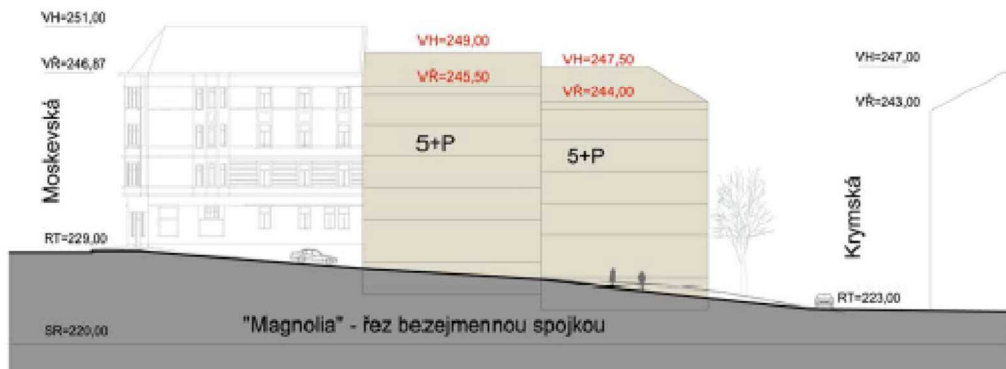 VH=251,00
VŘ=246,87
Moskevská
RT=229,00
SR=220,00
VH=249,00
VŘ=245,50
5+P
VH=247,50
VŘ=244,00
5+P
VH=247,00
VŘ=243,00
Krymská
RT=223,00
"Magnolia" - řez bezejmennou spojkou